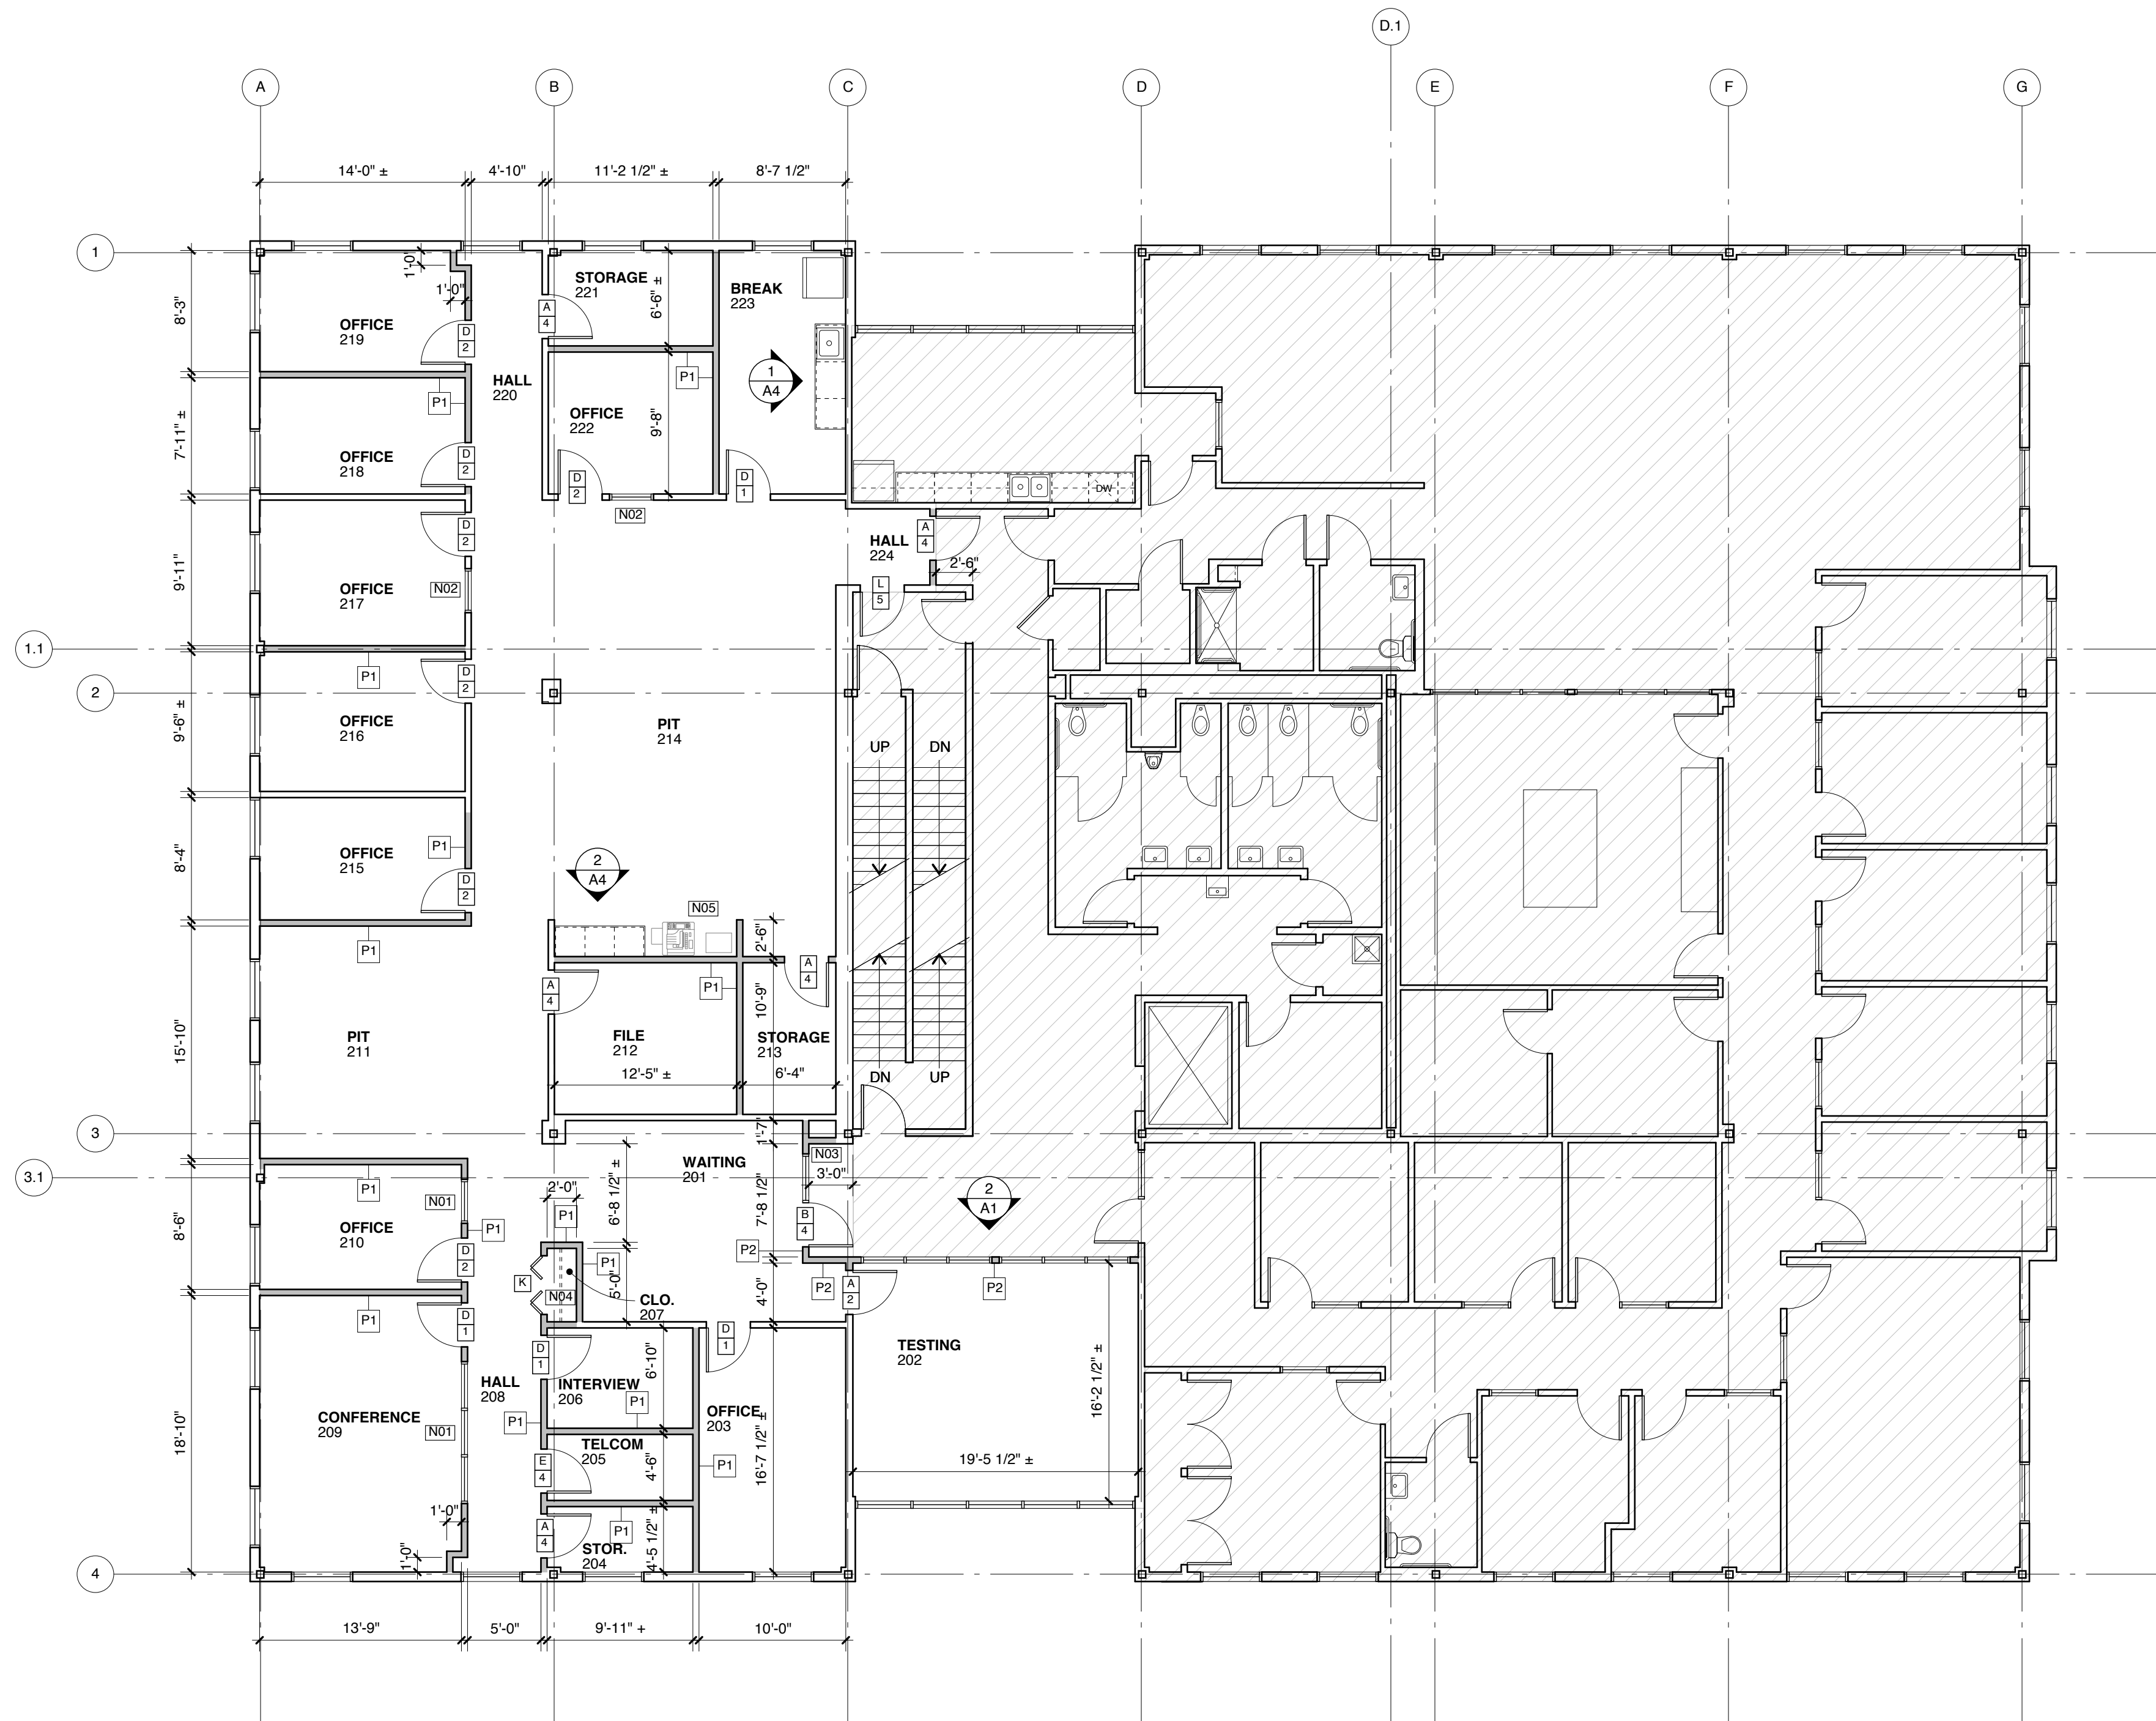 D.1
A
B
C
D
E
F
G
14'-0" ±
4'-10"
11'-2 1/2" ±
8'-7 1/2"
1
1'-0"
1'-0"
8'-3"
OFFICE
219
D
2
A
4
STORAGE
221
6'-6" ±
BREAK
223
HALL
220
P1
P1
1
A4
OFFICE
222
9'-8"
7'-11" ±
OFFICE
218
D
2
D
2
D
1
N02
DW
D
2
9'-11"
OFFICE
217
N02
HALL
224
A
4
2'-6"
L
5
1.1
P1
D
2
2
9'-6" ±
OFFICE
216
PIT
214
UP
DN
8'-4"
OFFICE
215
P1
D
2
2
A4
N05
2'-6"
P1
A
4
P1
A
4
10'-9"
15'-10"
PIT
211
FILE
212
STORAGE
213
12'-5" ±
6'-4"
DN
UP
3
1'-7"
N03
3'-0"
WAITING
201
3.1
P1
N01
2'-0"
P1
6'-8 1/2" ±
7'-8 1/2"
B
4
2
A1
8'-6"
OFFICE
210
P1
D
2
P2
P1
K
N04
5'-0"
CLO.
207
4'-0"
P2
A
2
P2
P1
D
1
D
1
D
1
6'-10"
TESTING
202
16'-2 1/2" ±
HALL
208
INTERVIEW
206
P1
OFFICE
203
CONFERENCE
209
N01
P1
18'-10"
TELCOM
205
E
4
4'-6"
P1
16'-7 1/2" ±
19'-5 1/2" ±
1'-0"
1'-0"
A
4
P1
STOR.
204
4'-5 1/2" ±
4
13'-9"
5'-0"
9'-11" +
10'-0"